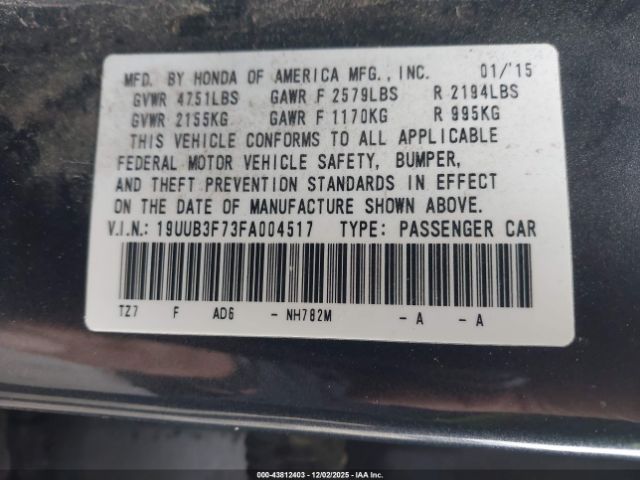 MFD. BY HONDA OF AMERICA MFG., INC. 01/'15
GVWR 4751LBS GAWR F 2579LBS R 2194LBS
GVWR 2155KG GAWR F 1170KG R 995KG
THIS VEHICLE CONFORMS TO ALL APPLICABLE
FEDERAL MOTOR VEHICLE SAFETY, BUMPER,
AND THEFT PREVENTION STANDARDS IN EFFECT
ON THE DATE OF MANUFACTURE SHOWN ABOVE.
V.I.N.: 19UUB3F73FA004517 TYPE: PASSENGER CAR
TZ7 F AD6 - NH782M - A - A
000-43812403 - 12/02/2025 - IAA Inc.